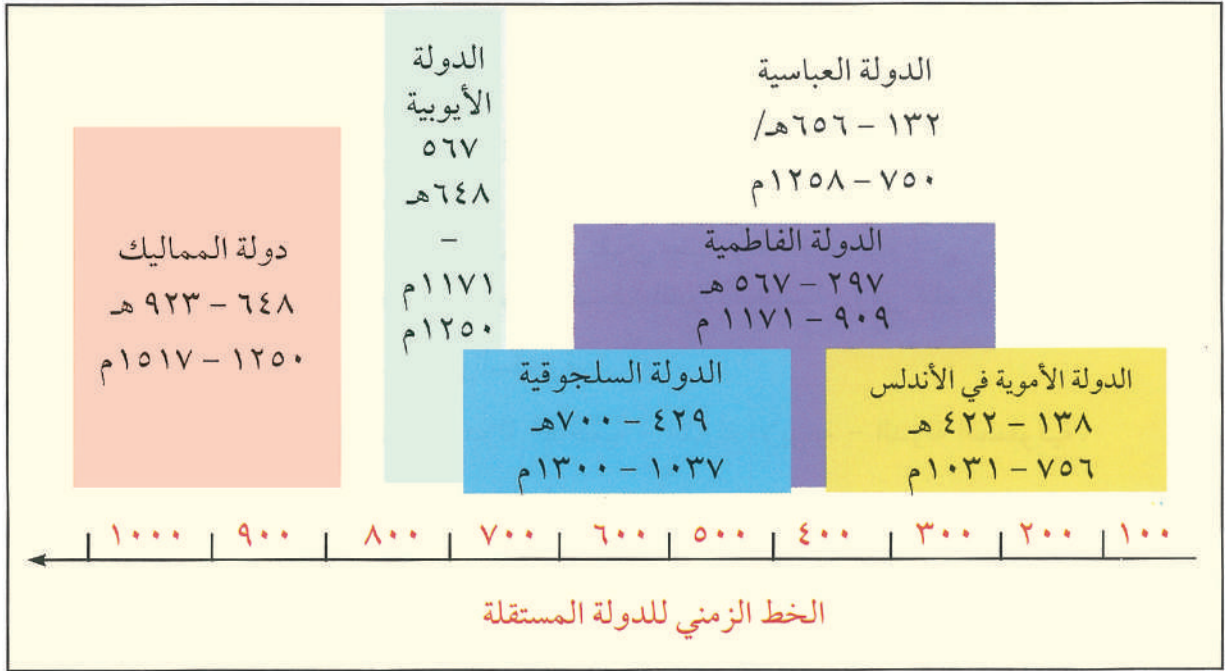 الدولة العباسية
١٣٢ – ٦٥٦هـ/
٧٥٠ – ١٢٥٨م
الدولة الأيوبية
٥٦٧
٦٤٨هـ
–
١١٧١م
١٢٥٠م
دولة المماليك
٦٤٨ – ٩٢٣ هـ
١٢٥٠ – ١٥١٧م
الدولة الفاطمية
٢٩٧ – ٥٦٧ هـ
٩٠٩ – ١١٧١ م
الدولة الأموية في الأندلس
١٣٨ – ٤٢٢ هـ
٧٥٦ – ١٠٣١م
الدولة السلجوقية
٤٢٩ – ٧٠٠هـ
١٠٣٧ – ١٣٠٠م
١٠٠ ٢٠٠ ٣٠٠ ٤٠٠ ٥٠٠ ٦٠٠ ٧٠٠ ٨٠٠ ٩٠٠ ١٠٠٠
الخط الزمني للدولة المستقلة